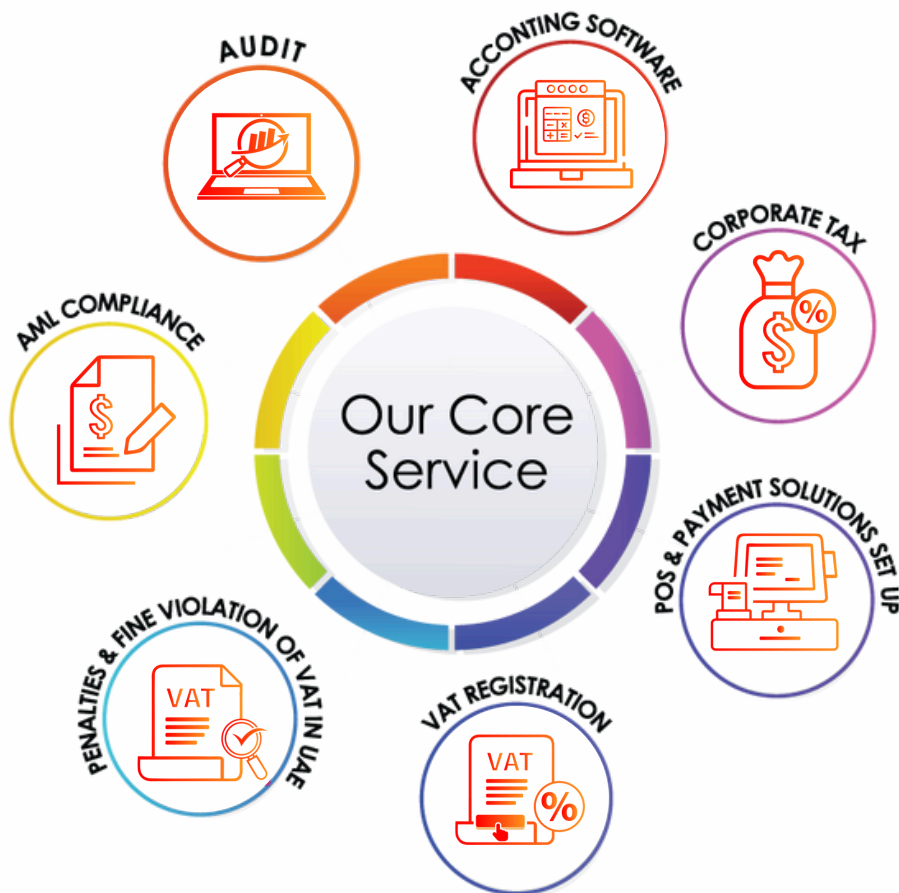 AUDIT
ACCONTING SOFTWARE
CORPORATE TAX
AML COMPLIANCE
Our Core
Service
POS & PAYMENT SOLUTIONS SET UP
PENALTIES & FINE VIOLATION OF VAT IN UAE
VAT
VAT REGISTRATION
VAT
%
$
$
%
$